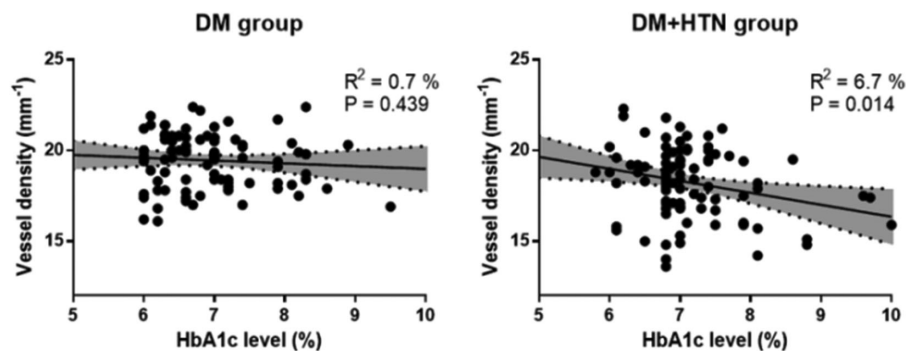 DM group
Vessel density (mm⁻¹)
25
20
15
R² = 0.7 %
P = 0.439
5 6 7 8 9 10
HbA1c level (%)
DM+HTN group
Vessel density (mm⁻¹)
25
20
15
R² = 6.7 %
P = 0.014
5 6 7 8 9 10
HbA1c level (%)